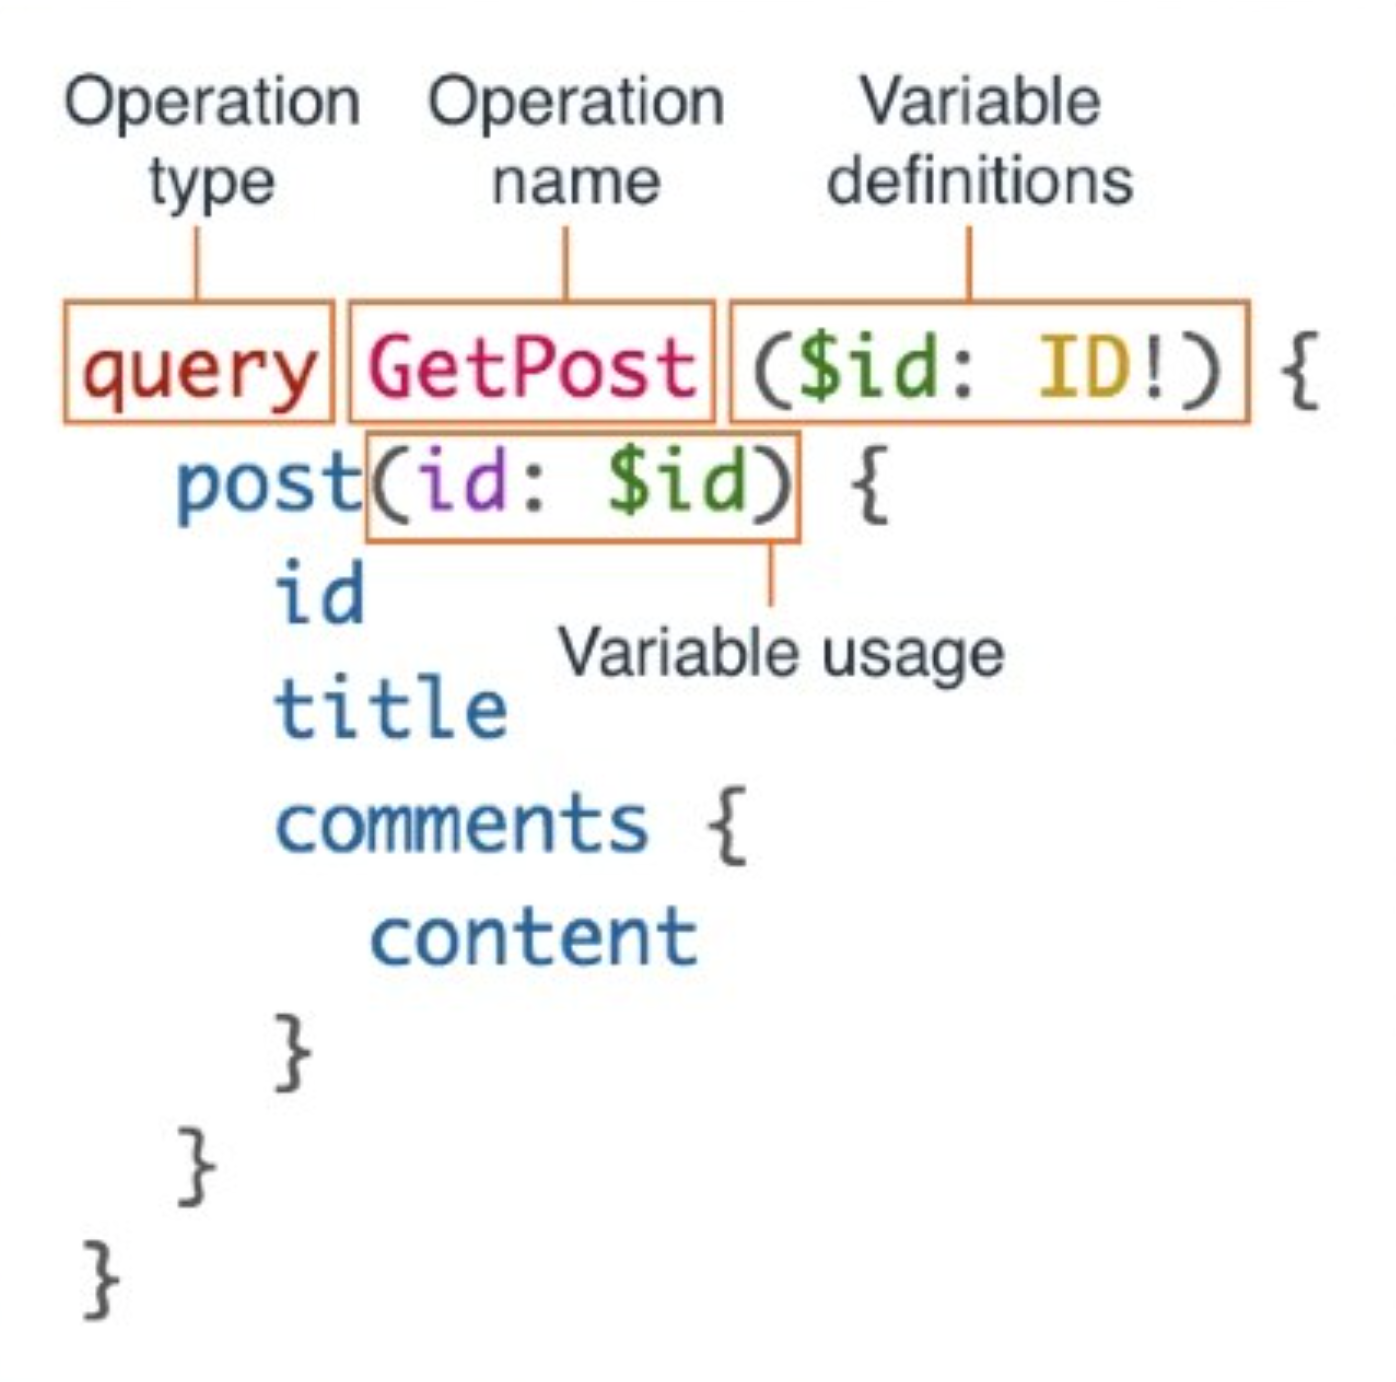 Operation type
Operation name
Variable definitions
query GetPost ($id: ID!) {
post(id: $id) {
id
Variable usage
title
comments {
content
}
}
}